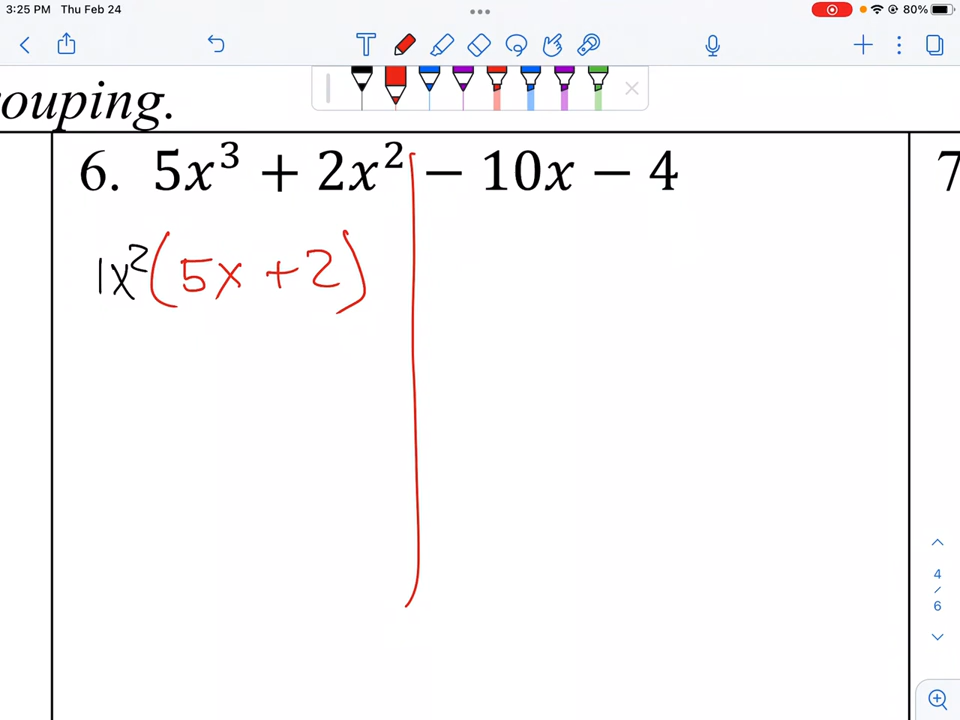 3:25 PM Thu Feb 24
80%
ouping.
6. 5x³ + 2x² − 10x − 4
7
1x²(5x + 2)
4
/
6